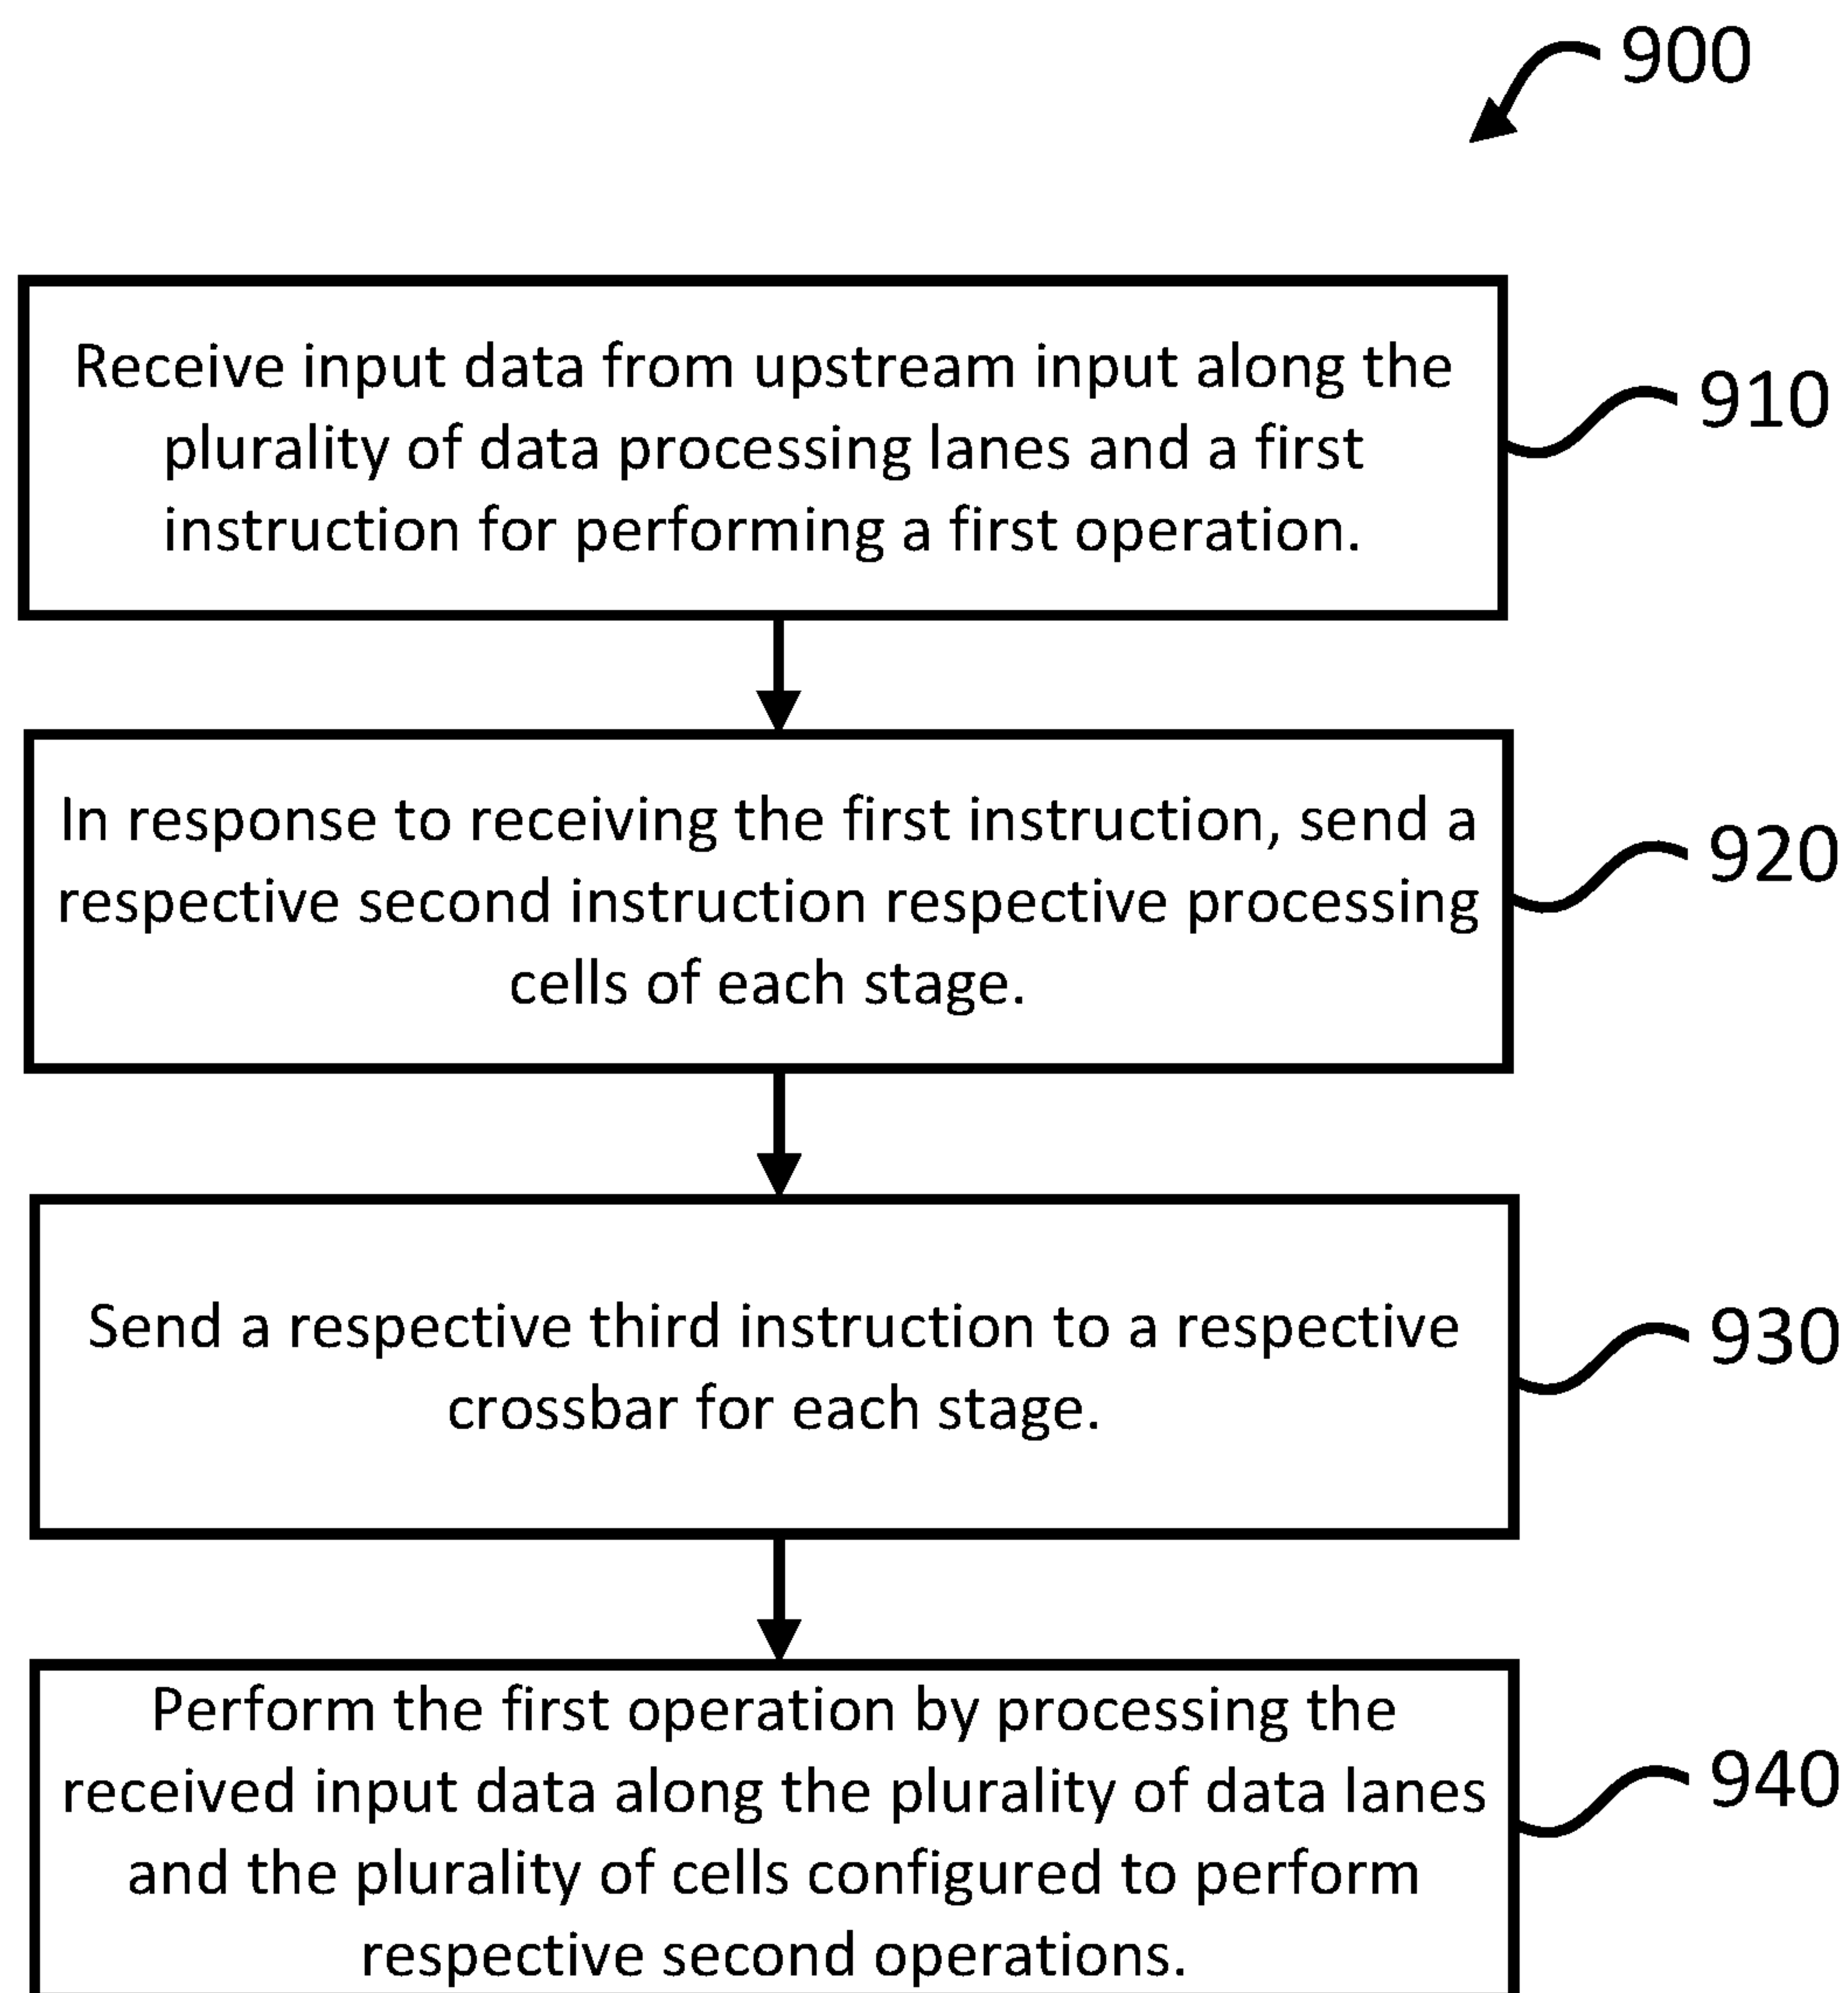 900
Receive input data from upstream input along the
plurality of data processing lanes and a first
instruction for performing a first operation.
910
In response to receiving the first instruction, send a
respective second instruction respective processing
cells of each stage.
920
Send a respective third instruction to a respective
crossbar for each stage.
930
Perform the first operation by processing the
received input data along the plurality of data lanes
and the plurality of cells configured to perform
respective second operations.
940